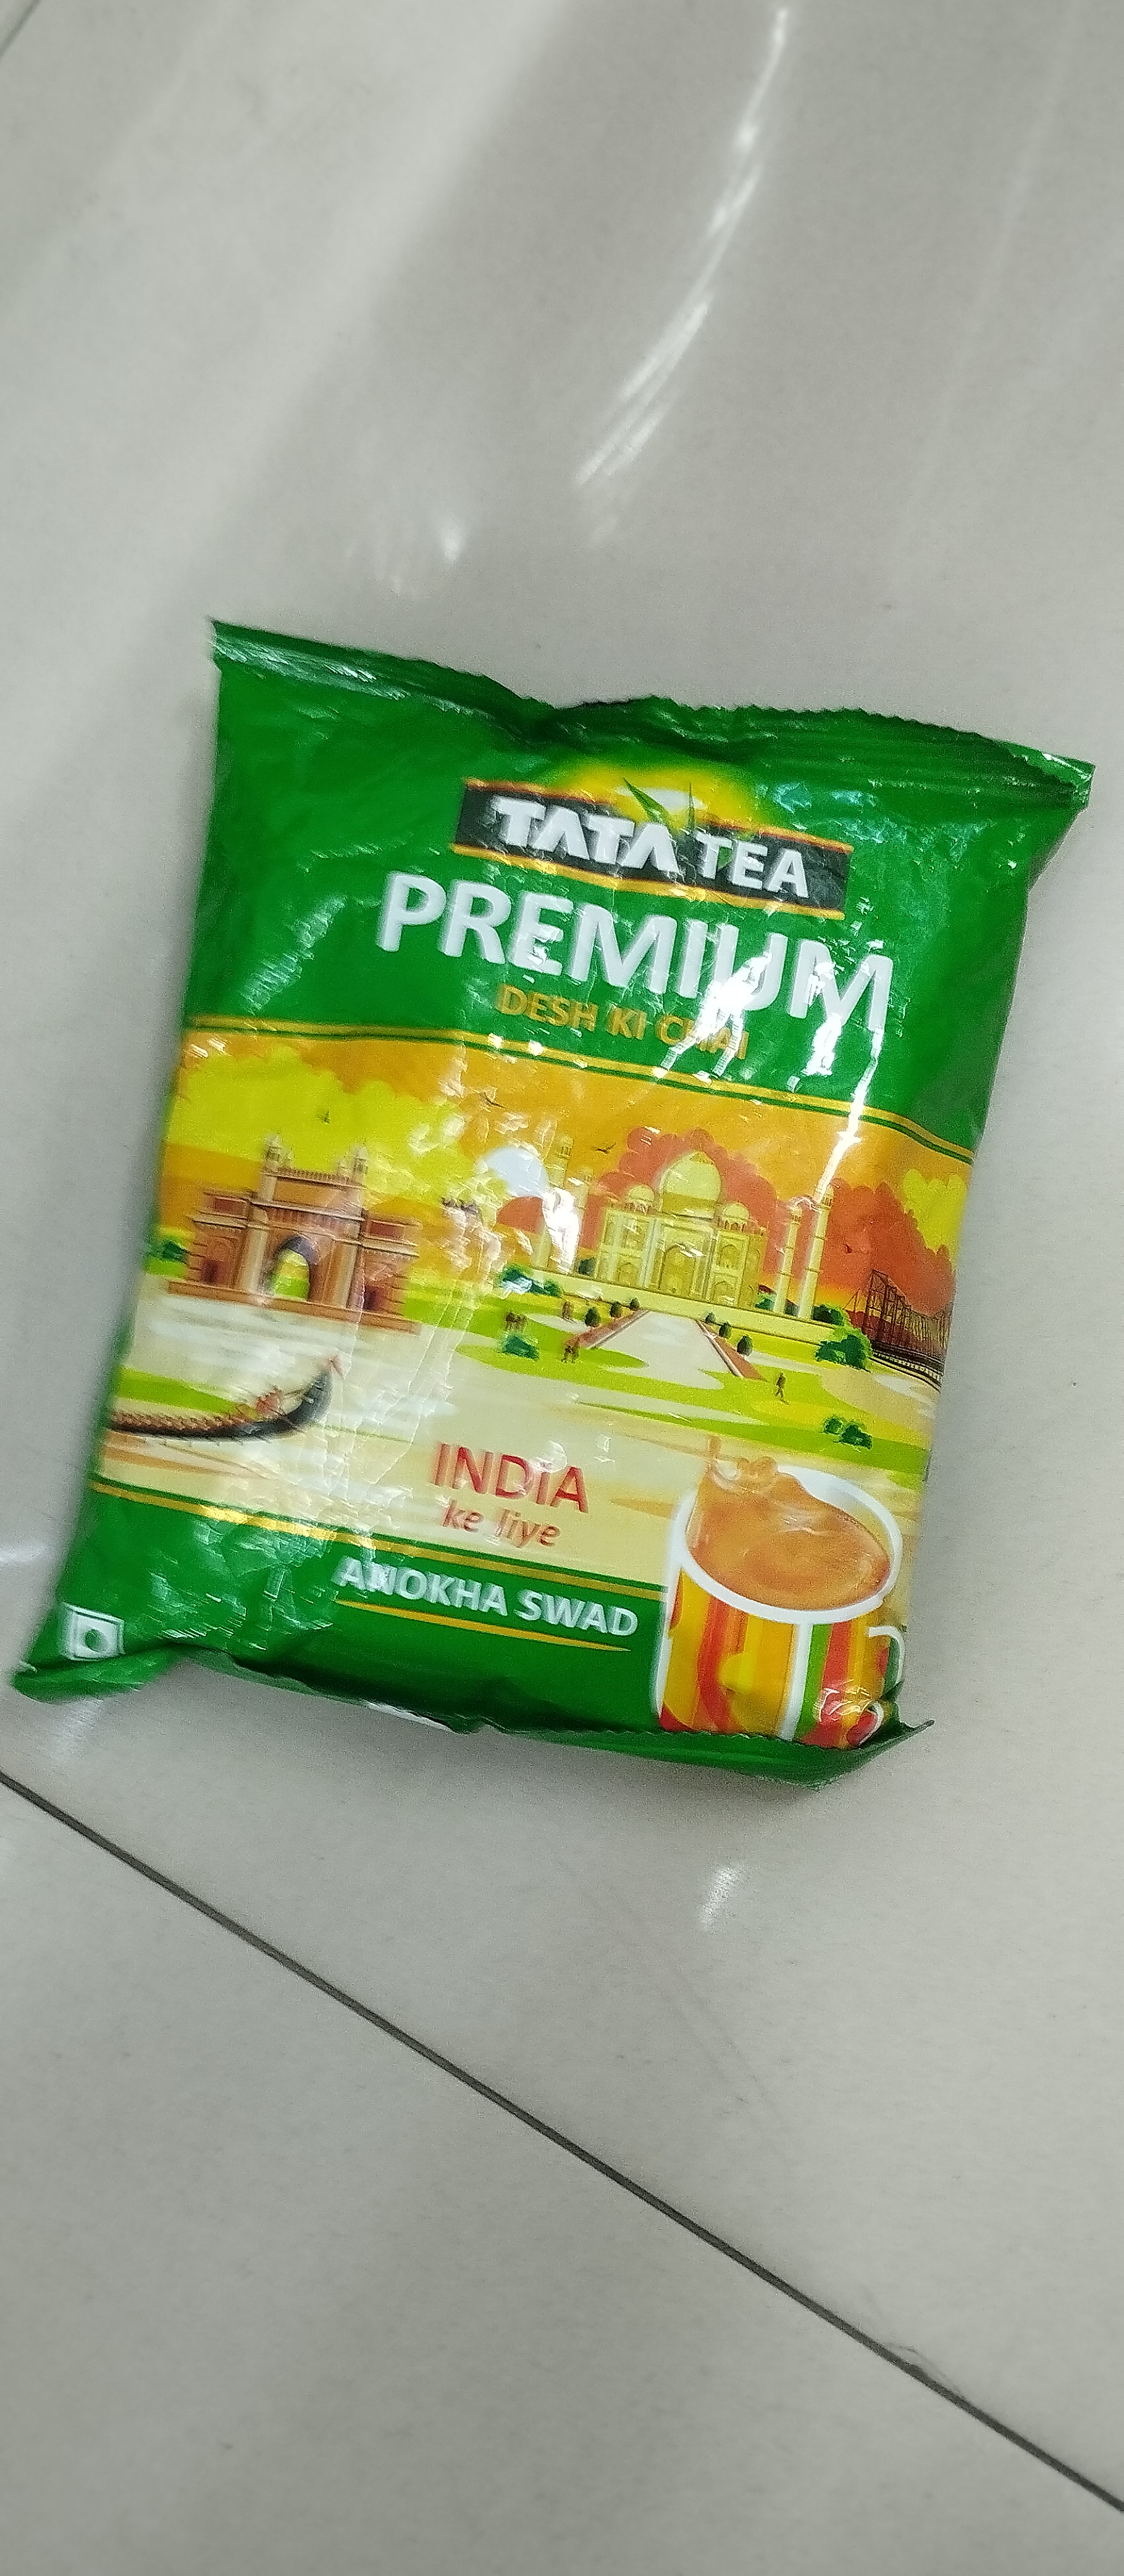 TATA TEA
PREMIUM
DESH KI CHAI
INDIA
ke liye
ANOKHA SWAD